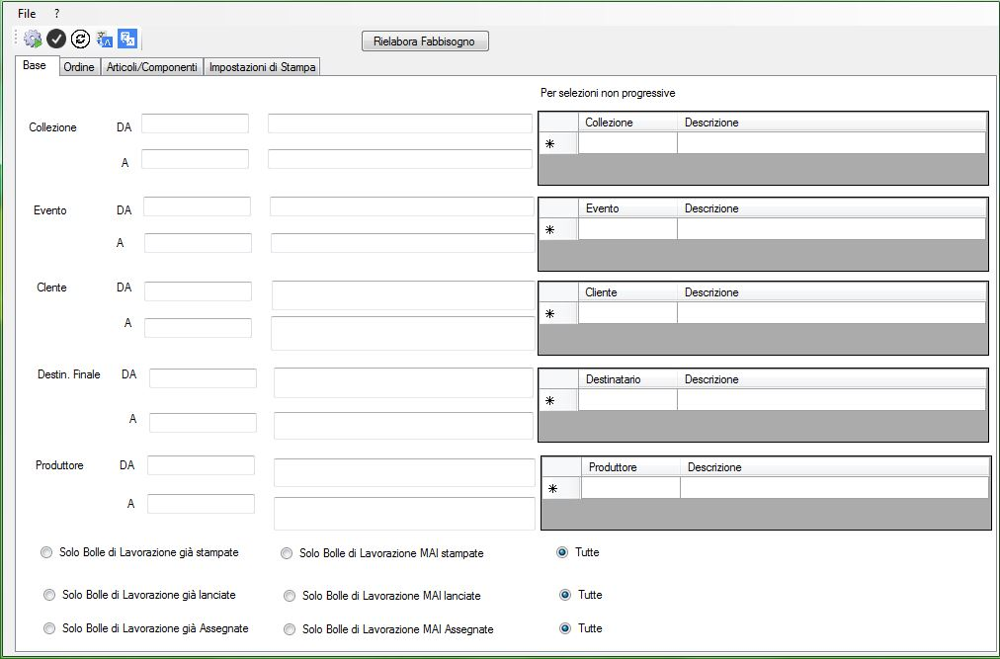 File ?
Rielabora Fabbisogno
Base Ordine Articoli/Componenti Impostazioni di Stampa
Per selezioni non progressive
Collezione DA
A
Collezione Descrizione
Evento DA
A
Evento Descrizione
Cliente DA
A
Cliente Descrizione
Destin. Finale DA
A
Destinatario Descrizione
Produttore DA
A
Produttore Descrizione
Solo Bolle di Lavorazione già stampate Solo Bolle di Lavorazione MAI stampate Tutte
Solo Bolle di Lavorazione già lanciate Solo Bolle di Lavorazione MAI lanciate Tutte
Solo Bolle di Lavorazione già Assegnate Solo Bolle di Lavorazione MAI Assegnate Tutte